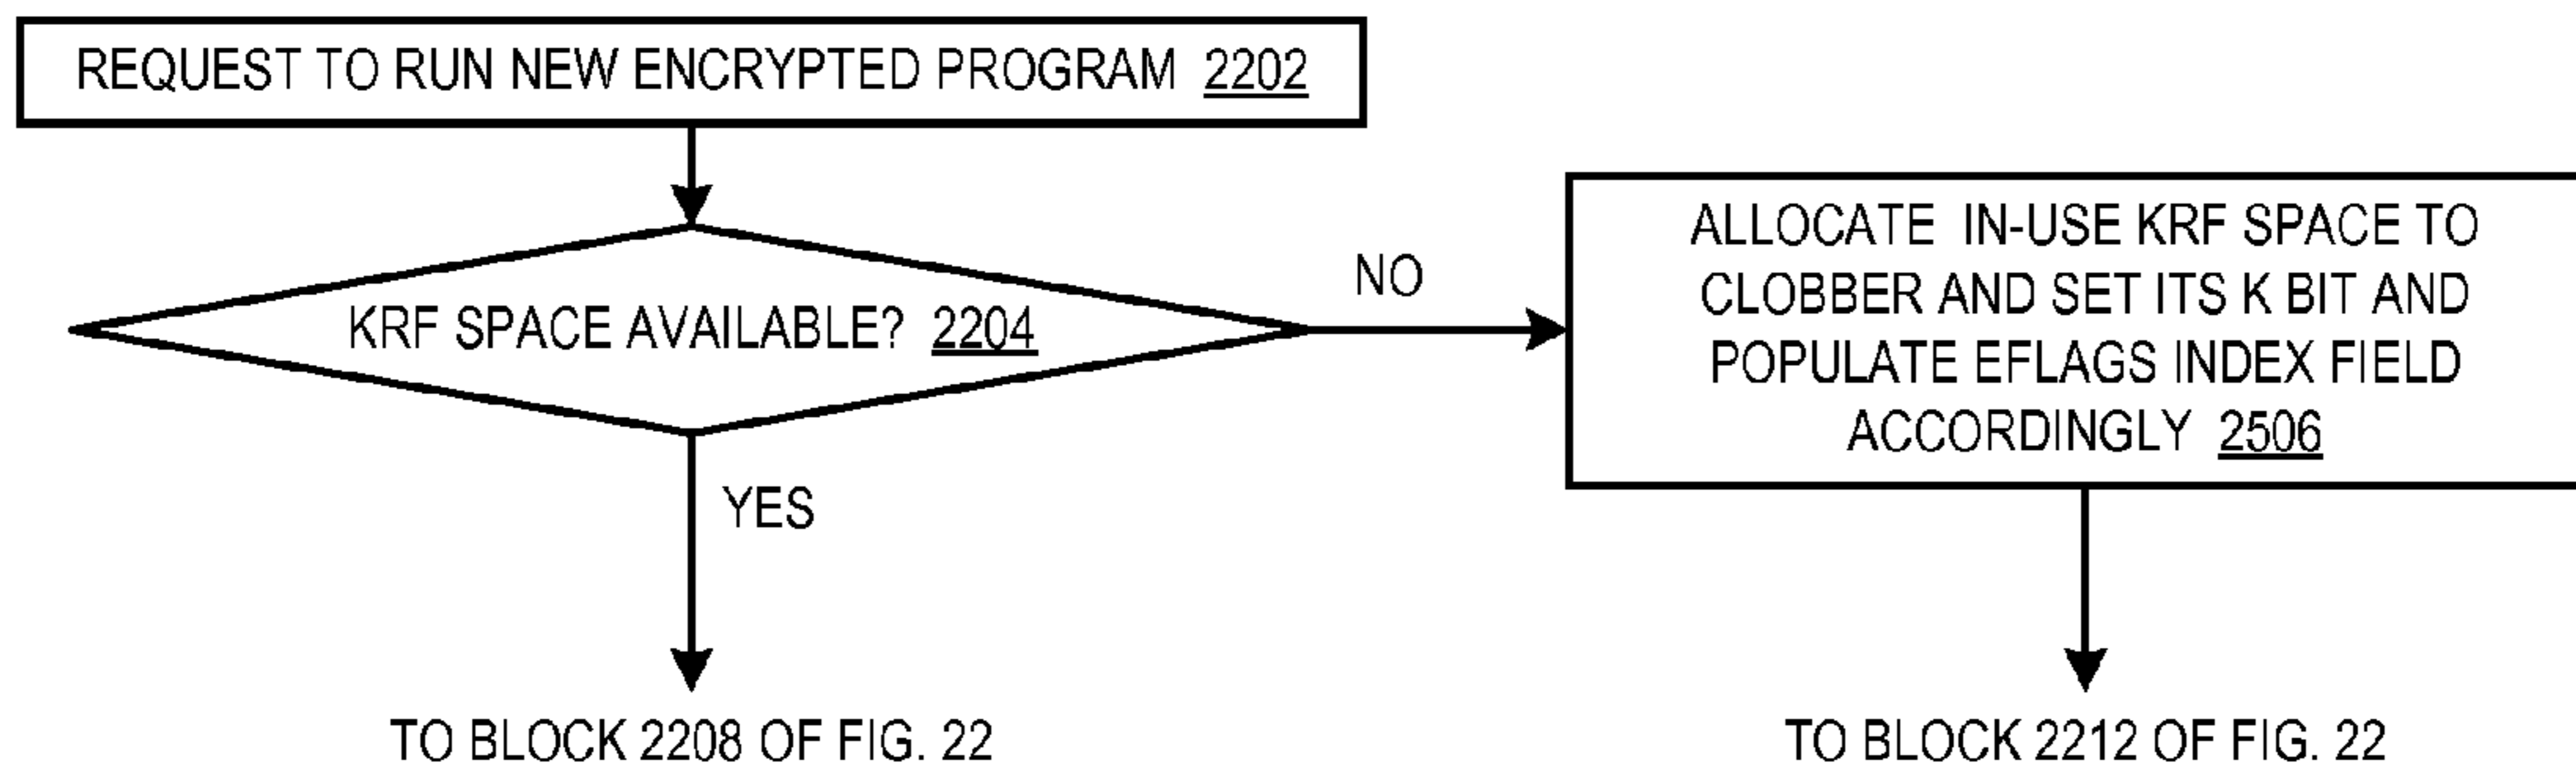 REQUEST TO RUN NEW ENCRYPTED PROGRAM 2202
KRF SPACE AVAILABLE? 2204
NO
ALLOCATE IN-USE KRF SPACE TO
CLOBBER AND SET ITS K BIT AND
POPULATE EFLAGS INDEX FIELD
ACCORDINGLY 2506
YES
TO BLOCK 2208 OF FIG. 22
TO BLOCK 2212 OF FIG. 22